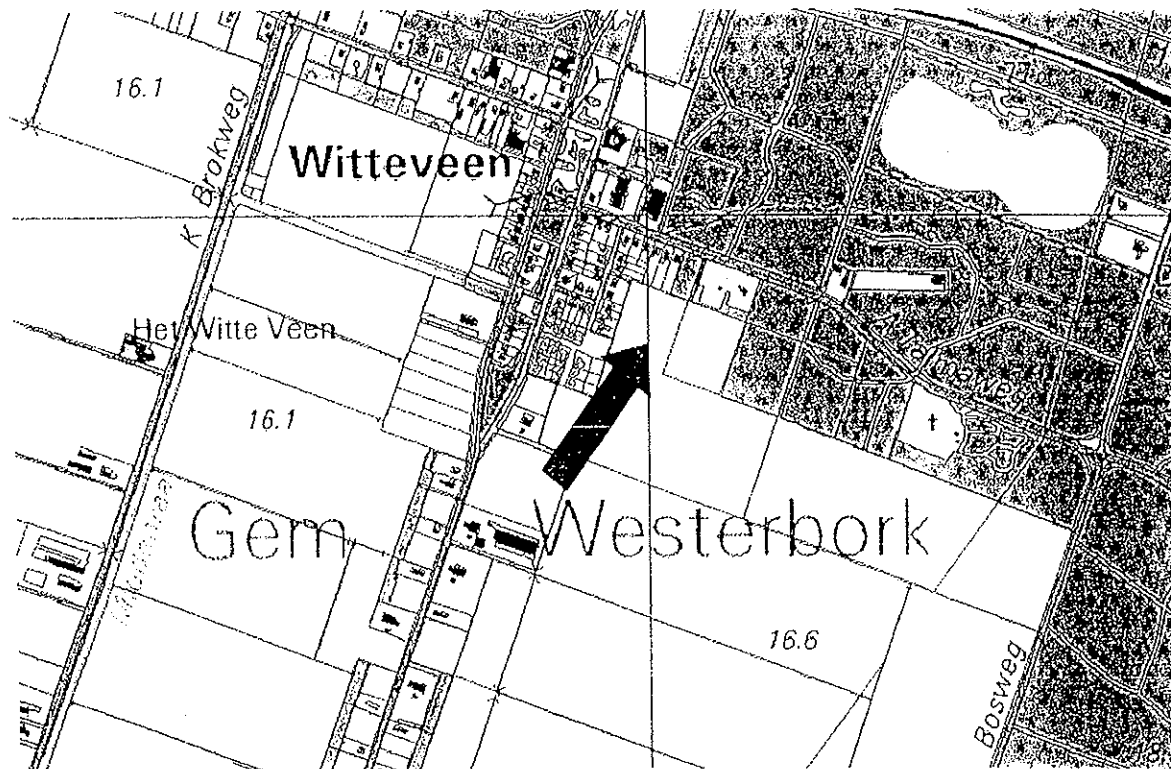 16.1
K Brokweg
Witteveen
Het Witte Veen
16.1
Gem Westerbork
16.6
Bosweg